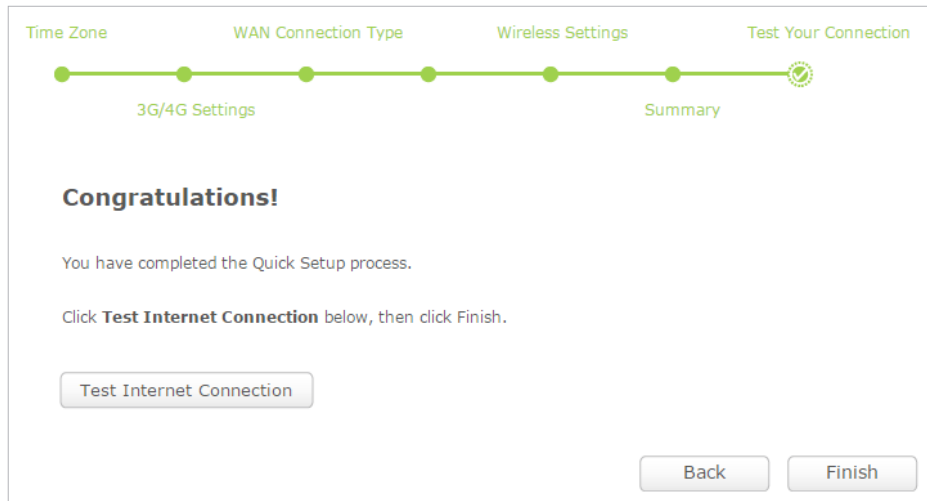 Time Zone
WAN Connection Type
Wireless Settings
Test Your Connection
3G/4G Settings
Summary
Congratulations!
You have completed the Quick Setup process.
Click Test Internet Connection below, then click Finish.
Test Internet Connection
Back
Finish